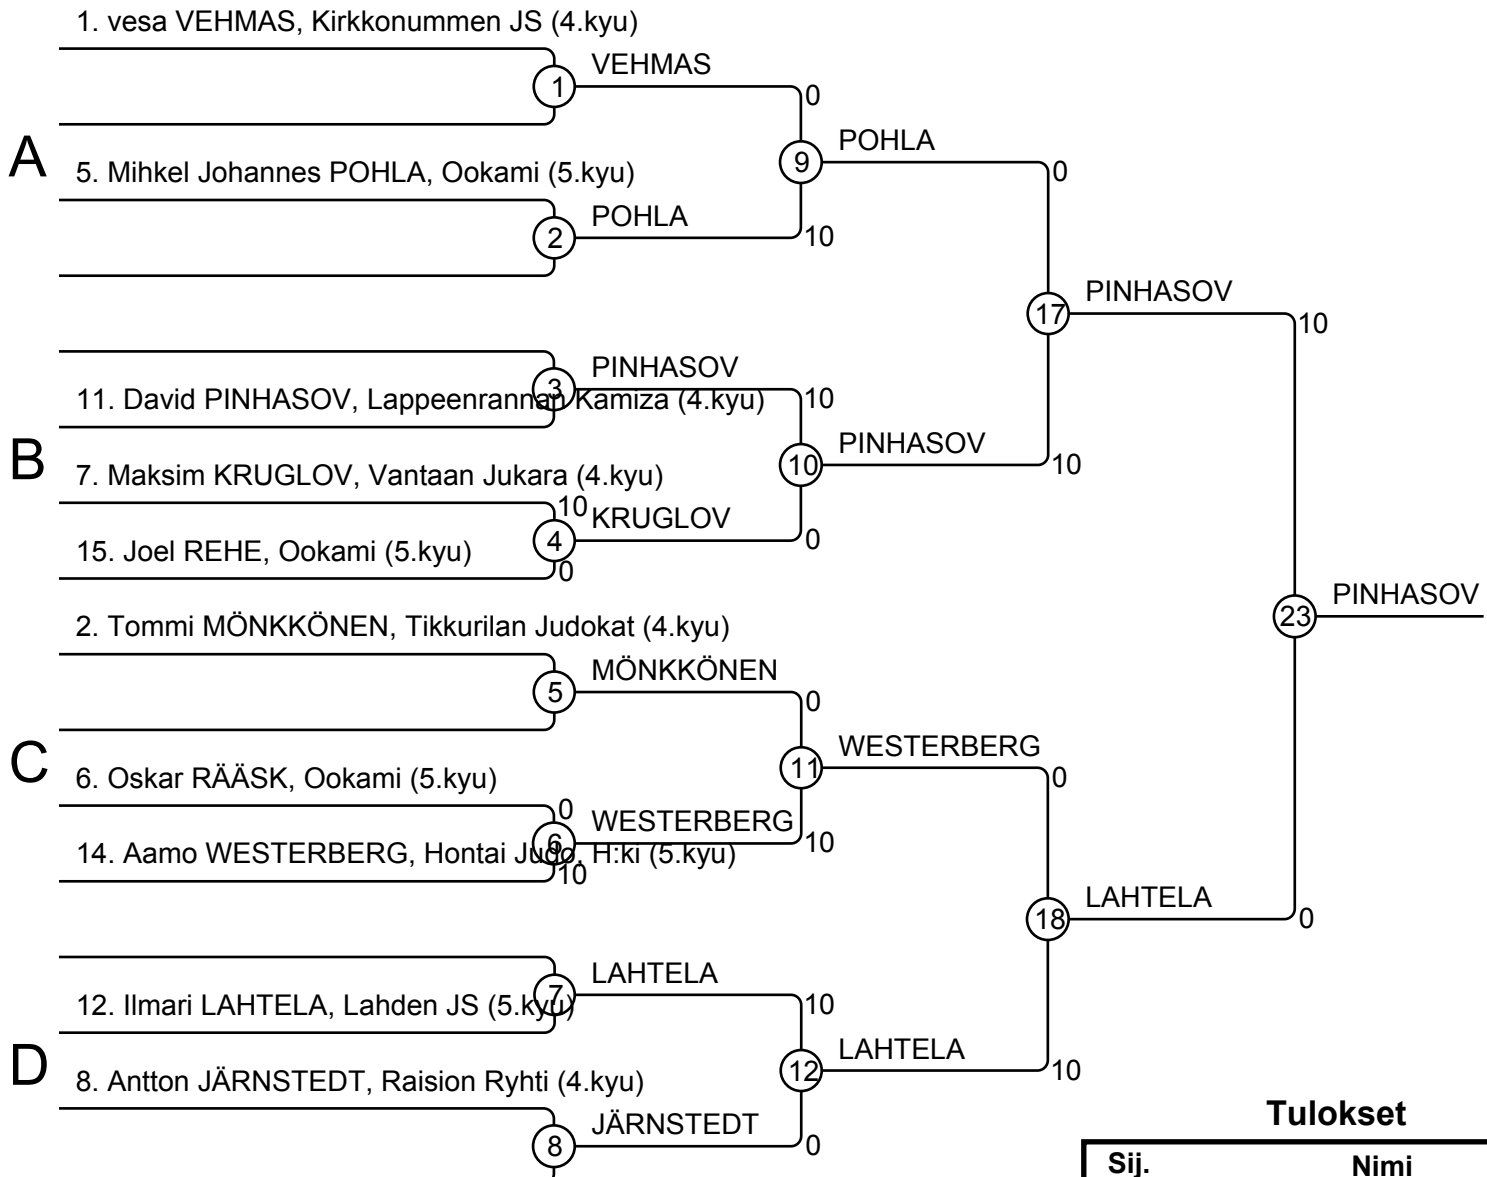 1. vesa VEHMAS, Kirkkonummen JS (4.kyu)
VEHMAS
1
0
A
POHLA
9
0
5. Mihkel Johannes POHLA, Ookami (5.kyu)
POHLA
2
10
PINHASOV
17
10
PINHASOV
3
11. David PINHASOV, Lappeenrannan Kamiza (4.kyu)
10
B
PINHASOV
10
10
7. Maksim KRUGLOV, Vantaan Jukara (4.kyu)
10
KRUGLOV
4
0
15. Joel REHE, Ookami (5.kyu)
0
PINHASOV
23
2. Tommi MÖNKKÖNEN, Tikkurilan Judokat (4.kyu)
MÖNKKÖNEN
5
0
C
WESTERBERG
11
0
6. Oskar RÄÄSK, Ookami (5.kyu)
0
WESTERBERG
6
10
14. Aamo WESTERBERG, Hontai Judo, H:ki (5.kyu)
10
LAHTELA
18
0
LAHTELA
7
12. Ilmari LAHTELA, Lahden JS (5.kyu)
10
D
LAHTELA
12
10
8. Antton JÄRNSTEDT, Raision Ryhti (4.kyu)
JÄRNSTEDT
8
0
Tulokset
Sij. Nimi